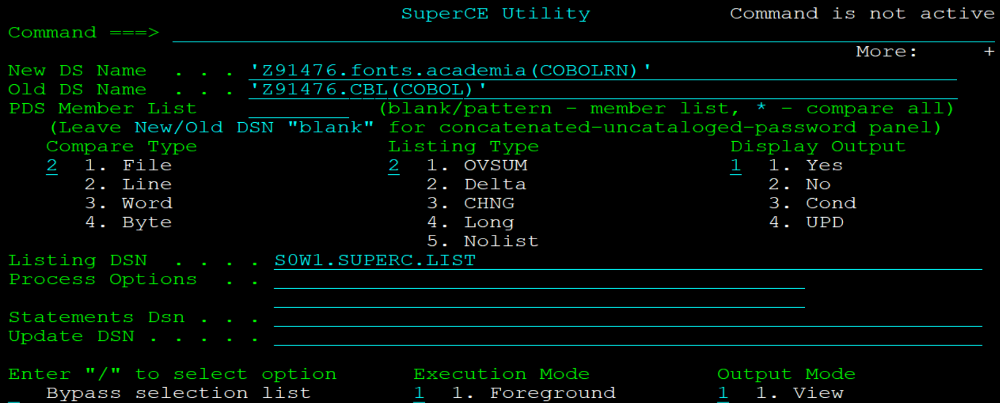 SuperCE Utility Command is not active
Command ===>
More: +
New DS Name . . . 'Z91476.fonts.academia(COBOLRN)'
Old DS Name . . . 'Z91476.CBL(COBOL)'
PDS Member List (blank/pattern - member list, * - compare all)
(Leave New/Old DSN "blank" for concatenated-uncataloged-password panel)
Compare Type Listing Type Display Output
2 1. File 2 1. OVSUM 1 1. Yes
2. Line 2. Delta 2. No
3. Word 3. CHNG 3. Cond
4. Byte 4. Long 4. UPD
5. Nolist
Listing DSN . . . . S0W1.SUPERC.LIST
Process Options . .
Statements Dsn . . .
Update DSN . . . . .
Enter "/" to select option Execution Mode Output Mode
Bypass selection list 1 1. Foreground 1 1. View